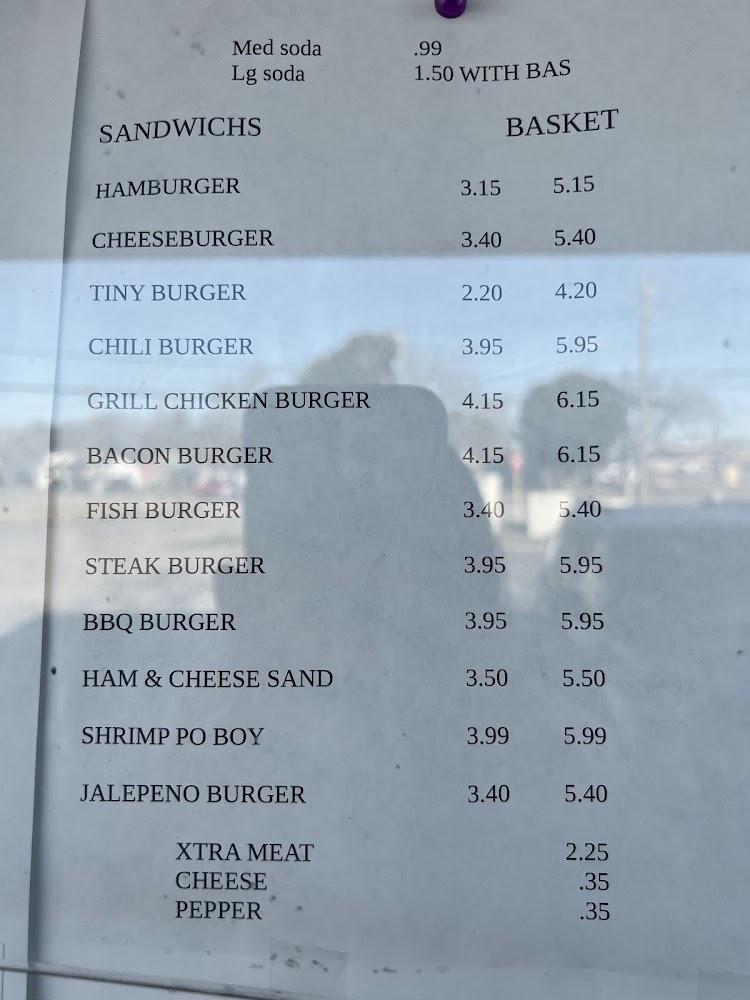 Med soda .99
Lg soda 1.50 WITH BAS
SANDWICHS BASKET
HAMBURGER 3.15 5.15
CHEESEBURGER 3.40 5.40
TINY BURGER 2.20 4.20
CHILI BURGER 3.95 5.95
GRILL CHICKEN BURGER 4.15 6.15
BACON BURGER 4.15 6.15
FISH BURGER 3.40 5.40
STEAK BURGER 3.95 5.95
BBQ BURGER 3.95 5.95
HAM & CHEESE SAND 3.50 5.50
SHRIMP PO BOY 3.99 5.99
JALEPENO BURGER 3.40 5.40
XTRA MEAT 2.25
CHEESE .35
PEPPER .35